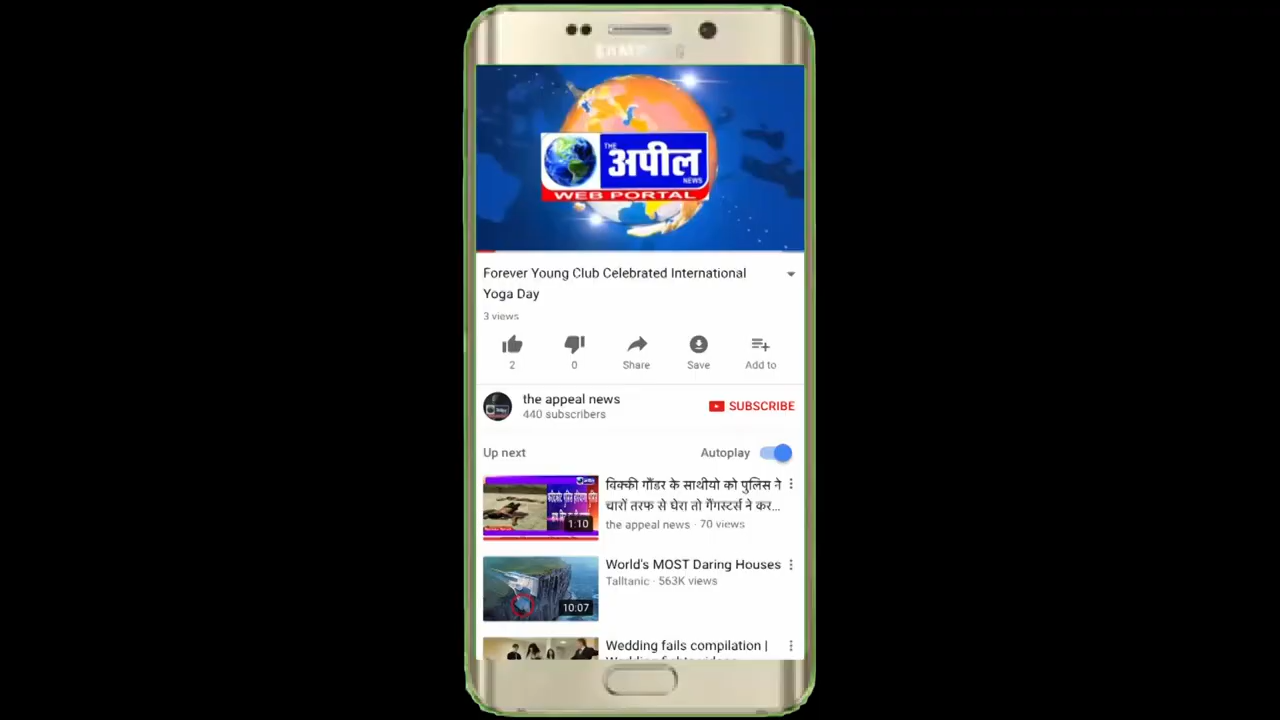 SAMSUNG
THE
अपील
NEWS
WEB PORTAL
Forever Young Club Celebrated International
Yoga Day
3 views
2
0
Share
Save
Add to
the appeal news
440 subscribers
SUBSCRIBE
Up next
Autoplay
विक्की गौंडर के साथीयो को पुलिस ने
चारों तरफ से घेरा तो गैंगस्टर्स ने कर...
the appeal news · 70 views
1:10
World's MOST Daring Houses
Talltanic · 563K views
10:07
Wedding fails compilation |